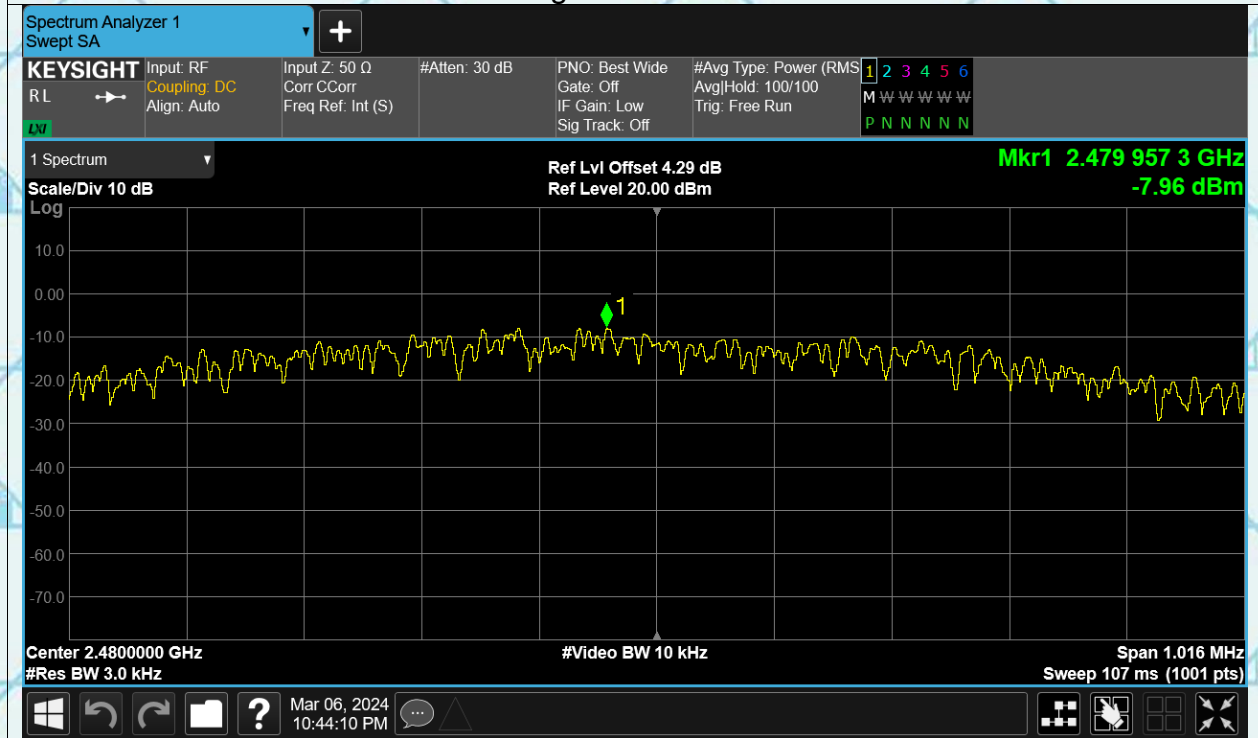 Spectrum Analyzer 1
Swept SA
KEYSIGHT
RL
LXI
Input: RF
Coupling: DC
Align: Auto
Input Z: 50 Ω
Corr CCorr
Freq Ref: Int (S)
#Atten: 30 dB
PNO: Best Wide
Gate: Off
IF Gain: Low
Sig Track: Off
#Avg Type: Power (RMS
Avg|Hold: 100/100
Trig: Free Run
1 2 3 4 5 6
M W W W W W
P N N N N N
1 Spectrum
Scale/Div 10 dB
Log
Ref Lvl Offset 4.29 dB
Ref Level 20.00 dBm
Mkr1 2.479 957 3 GHz
-7.96 dBm
10.0
0.00
-10.0
-20.0
-30.0
-40.0
-50.0
-60.0
-70.0
1
Center 2.4800000 GHz
#Res BW 3.0 kHz
#Video BW 10 kHz
Span 1.016 MHz
Sweep 107 ms (1001 pts)
?
Mar 06, 2024
10:44:10 PM